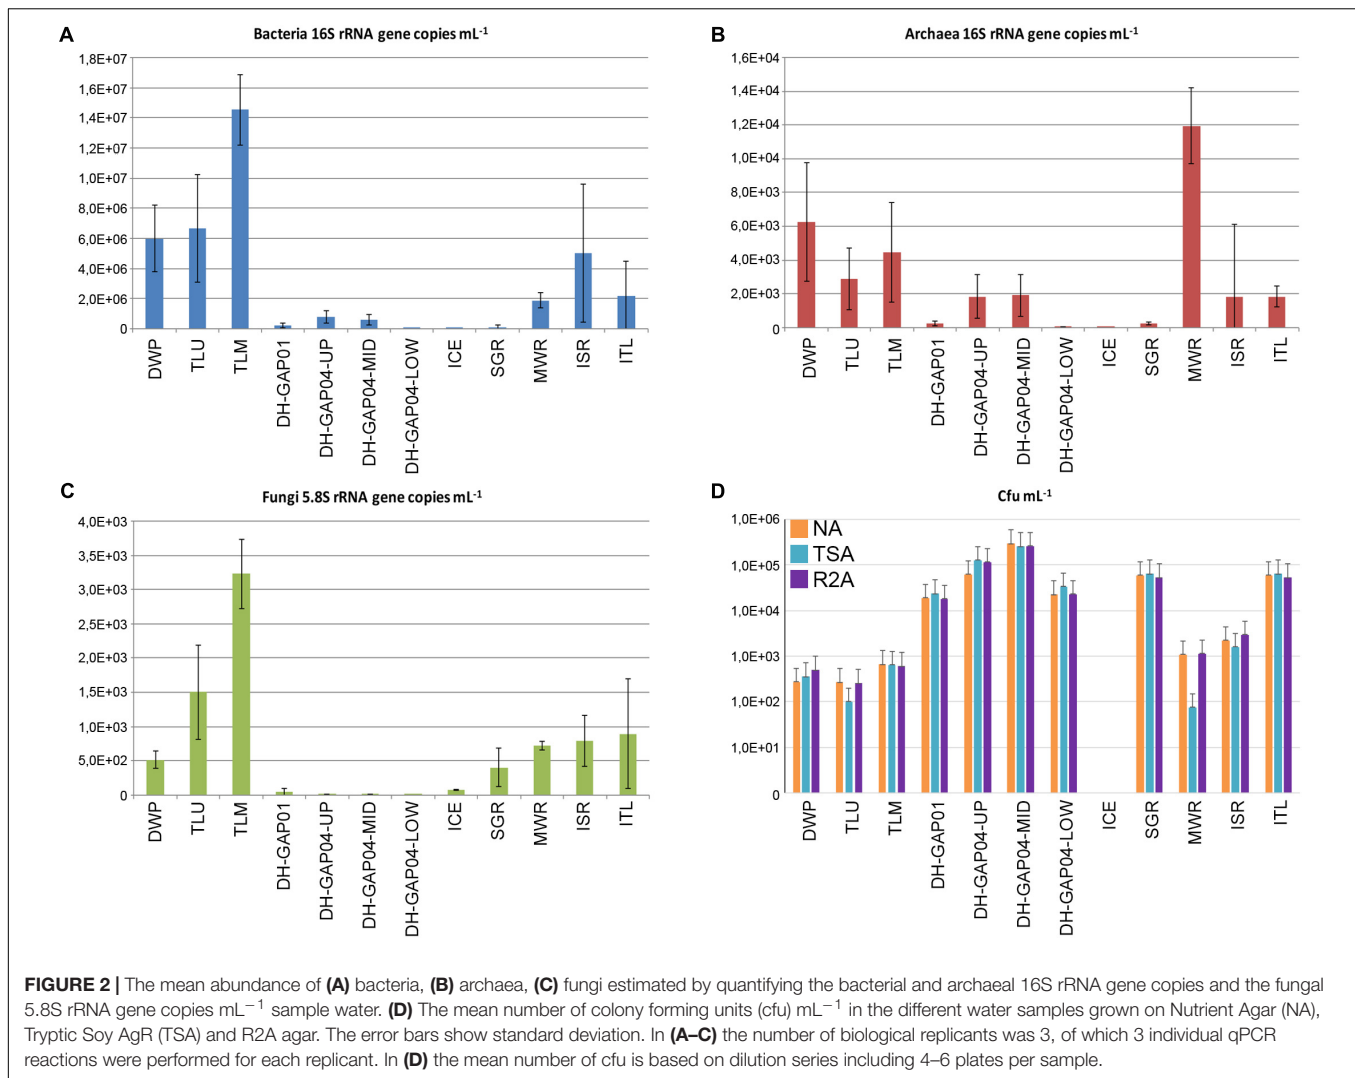 A
Bacteria 16S rRNA gene copies mL-1
1,8E+07
1,6E+07
1,4E+07
1,2E+07
1,0E+07
8,0E+06
6,0E+06
4,0E+06
2,0E+06
0
DWP
TLU
TLM
DH-GAP01
DH-GAP04-UP
DH-GAP04-MID
DH-GAP04-LOW
ICE
SGR
MWR
ISR
ITL
B
Archaea 16S rRNA gene copies mL-1
1,6E+04
1,4E+04
1,2E+04
1,0E+04
8,0E+03
6,0E+03
4,0E+03
2,0E+03
0
DWP
TLU
TLM
DH-GAP01
DH-GAP04-UP
DH-GAP04-MID
DH-GAP04-LOW
ICE
SGR
MWR
ISR
ITL
C
Fungi 5.8S rRNA gene copies mL-1
4,0E+03
3,5E+03
3,0E+03
2,5E+03
2,0E+03
1,5E+03
1,0E+03
5,0E+02
0
DWP
TLU
TLM
DH-GAP01
DH-GAP04-UP
DH-GAP04-MID
DH-GAP04-LOW
ICE
SGR
MWR
ISR
ITL
D
Cfu mL-1
1,0E+06
1,0E+05
1,0E+04
1,0E+03
1,0E+02
1,0E+01
0
NA
TSA
R2A
DWP
TLU
TLM
DH-GAP01
DH-GAP04-UP
DH-GAP04-MID
DH-GAP04-LOW
ICE
SGR
MWR
ISR
ITL
FIGURE 2 | The mean abundance of (A) bacteria, (B) archaea, (C) fungi estimated by quantifying the bacterial and archaeal 16S rRNA gene copies and the fungal
5.8S rRNA gene copies mL−1 sample water. (D) The mean number of colony forming units (cfu) mL−1 in the different water samples grown on Nutrient Agar (NA),
Tryptic Soy AgR (TSA) and R2A agar. The error bars show standard deviation. In (A–C) the number of biological replicants was 3, of which 3 individual qPCR
reactions were performed for each replicant. In (D) the mean number of cfu is based on dilution series including 4–6 plates per sample.